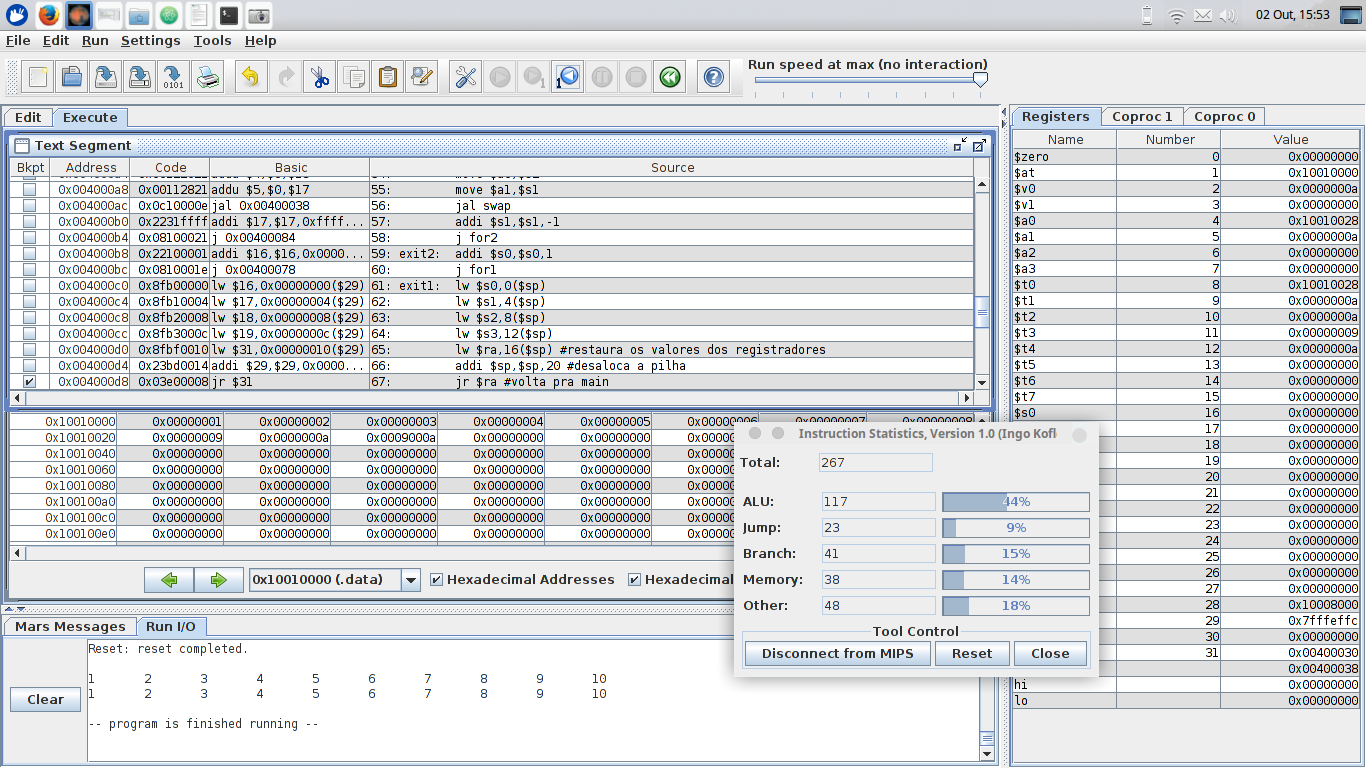 02 Out, 15:53
File Edit Run Settings Tools Help
Run speed at max (no interaction)
Edit Execute
Text Segment
Bkpt Address Code Basic Source
0x004000a8 0x00112821 addu $5,$0,$17 55: move $a1,$s1
0x004000ac 0x0c10000e jal 0x00400038 56: jal swap
0x004000b0 0x2231ffff addi $17,$17,0xffff... 57: addi $s1,$s1,-1
0x004000b4 0x08100021 j 0x00400084 58: j for2
0x004000b8 0x22100001 addi $16,$16,0x0000... 59: exit2: addi $s0,$s0,1
0x004000bc 0x0810001e j 0x00400078 60: j for1
0x004000c0 0x8fb00000 lw $16,0x00000000($29) 61: exit1: lw $s0,0($sp)
0x004000c4 0x8fb10004 lw $17,0x00000004($29) 62: lw $s1,4($sp)
0x004000c8 0x8fb20008 lw $18,0x00000008($29) 63: lw $s2,8($sp)
0x004000cc 0x8fb3000c lw $19,0x0000000c($29) 64: lw $s3,12($sp)
0x004000d0 0x8fbf0010 lw $31,0x00000010($29) 65: lw $ra,16($sp) #restaura os valores dos registradores
0x004000d4 0x23bd0014 addi $29,$29,0x0000... 66: addi $sp,$sp,20 #desaloca a pilha
0x004000d8 0x03e00008 jr $31 67: jr $ra #volta pra main
0x10010000 0x00000001 0x00000002 0x00000003 0x00000004 0x00000005 0x00000006 0x00000007 0x00000008
0x10010020 0x00000009 0x0000000a 0x0009000a 0x00000000 0x00000000
0x10010040 0x00000000 0x00000000 0x00000000 0x00000000 0x00000000
0x10010060 0x00000000 0x00000000 0x00000000 0x00000000 0x00000000
0x10010080 0x00000000 0x00000000 0x00000000 0x00000000 0x00000000
0x100100a0 0x00000000 0x00000000 0x00000000 0x00000000 0x00000000
0x100100c0 0x00000000 0x00000000 0x00000000 0x00000000 0x00000000
0x100100e0 0x00000000 0x00000000 0x00000000 0x00000000 0x00000000
0x10010000 (.data) Hexadecimal Addresses Hexadecimal
Mars Messages Run I/O
Clear
Reset: reset completed.
1 2 3 4 5 6 7 8 9 10
1 2 3 4 5 6 7 8 9 10
-- program is finished running --
Instruction Statistics, Version 1.0 (Ingo Kofl
Total: 267
ALU: 117 44%
Jump: 23 9%
Branch: 41 15%
Memory: 38 14%
Other: 48 18%
Tool Control
Disconnect from MIPS Reset Close
Registers Coproc 1 Coproc 0
Name Number Value
$zero 0 0x00000000
$at 1 0x10010000
$v0 2 0x0000000a
$v1 3 0x00000000
$a0 4 0x10010028
$a1 5 0x0000000a
$a2 6 0x00000000
$a3 7 0x00000000
$t0 8 0x10010028
$t1 9 0x0000000a
$t2 10 0x0000000a
$t3 11 0x00000009
$t4 12 0x0000000a
$t5 13 0x00000000
$t6 14 0x00000000
$t7 15 0x00000000
$s0 16 0x00000000
17 0x00000000
18 0x00000000
19 0x00000000
20 0x00000000
21 0x00000000
22 0x00000000
23 0x00000000
24 0x00000000
25 0x00000000
26 0x00000000
27 0x00000000
28 0x10008000
29 0x7fffeffc
30 0x00000000
31 0x00400030
0x00400038
hi 0x00000000
lo 0x00000000